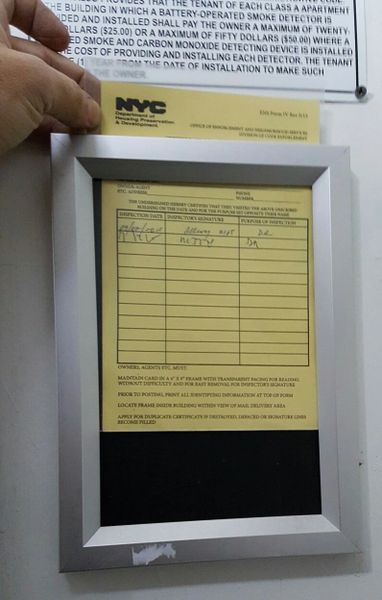 PROVIDES THAT THE TENANT OF EACH CLASS A APARTMENT
THE BUILDING IN WHICH A BATTERY-OPERATED SMOKE DETECTOR IS
AND INSTALLED SHALL PAY THE OWNER A MAXIMUM OF TWENTY-
DOLLARS ($25.00) OR A MAXIMUM OF FIFTY DOLLARS ($50.00) WHERE
SMOKE AND CARBON MONOXIDE DETECTING DEVICE IS INSTALLED
COST OF PROVIDING AND INSTALLING EACH DETECTOR. THE TENANT
YEAR FROM THE DATE OF INSTALLATION TO MAKE SUCH
THE OWNER.
NYC
Department of
Housing Preservation
& Development
OFFICE OF ENFORCEMENT AND NEIGHBORHOOD SERVICES
DIVISION OF CODE ENFORCEMENT
OWNER/AGENT
ETC. ADDRESS
PHONE
NUMBER
THE UNDERSIGNED HEREBY CERTIFIES THAT THEY VISITED THE ABOVE DESCRIBED
BUILDING ON THE DATE AND FOR THE PURPOSE SET OPPOSITE THEIR NAME
INSPECTION DATE INSPECTOR'S SIGNATURE PURPOSE OF INSPECTION
OWNERS, AGENTS ETC, MUST:
MAINTAIN CARD IN A 6" X 8" FRAME WITH TRANSPARENT FACING FOR READING
WITHOUT DIFFICULTY AND FOR EASY REMOVAL FOR INSPECTOR'S SIGNATURE
PRIOR TO POSTING, PRINT ALL IDENTIFYING INFORMATION AT TOP OF FORM
LOCATE FRAME INSIDE BUILDING WITHIN VIEW OF MAIL DELIVERY AREA
APPLY FOR DUPLICATE CERTIFICATE IF DESTROYED, DEFACED OR SIGNATURE LINES
BECOME FILLED